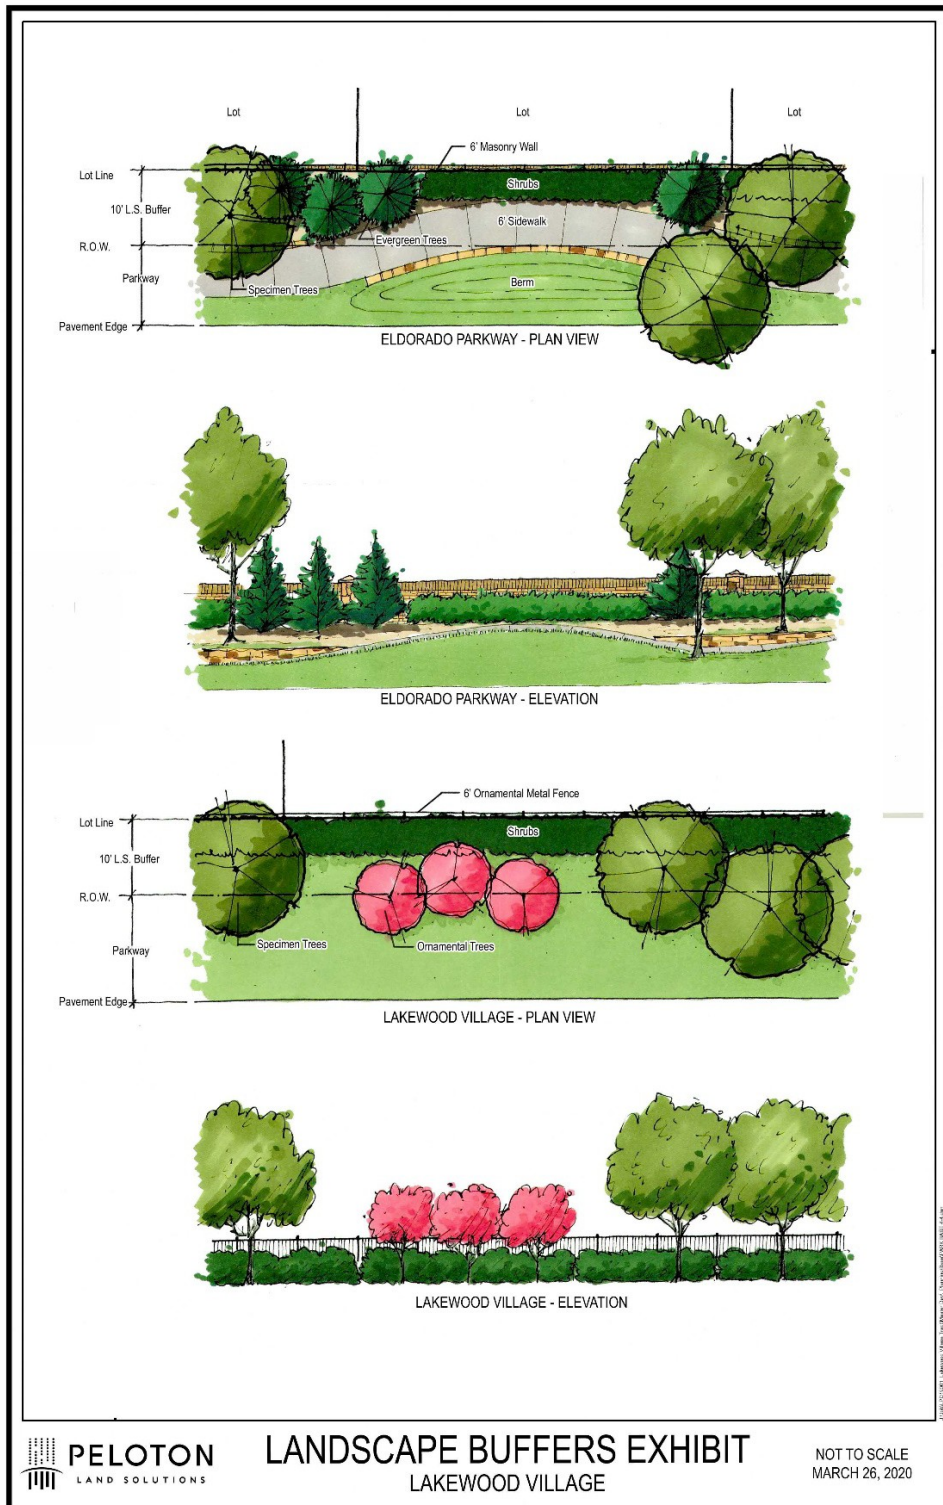 Lot
Lot
Lot
6' Masonry Wall
Lot Line
Shrubs
10' L.S. Buffer
6' Sidewalk
Evergreen Trees
R.O.W.
Parkway
Specimen Trees
Berm
Pavement Edge
ELDORADO PARKWAY - PLAN VIEW
ELDORADO PARKWAY - ELEVATION
6' Ornamental Metal Fence
Lot Line
Shrubs
10' L.S. Buffer
R.O.W.
Specimen Trees
Ornamental Trees
Parkway
Pavement Edge
LAKEWOOD VILLAGE - PLAN VIEW
LAKEWOOD VILLAGE - ELEVATION
PELOTON
LAND SOLUTIONS
LANDSCAPE BUFFERS EXHIBIT
LAKEWOOD VILLAGE
NOT TO SCALE
MARCH 26, 2020